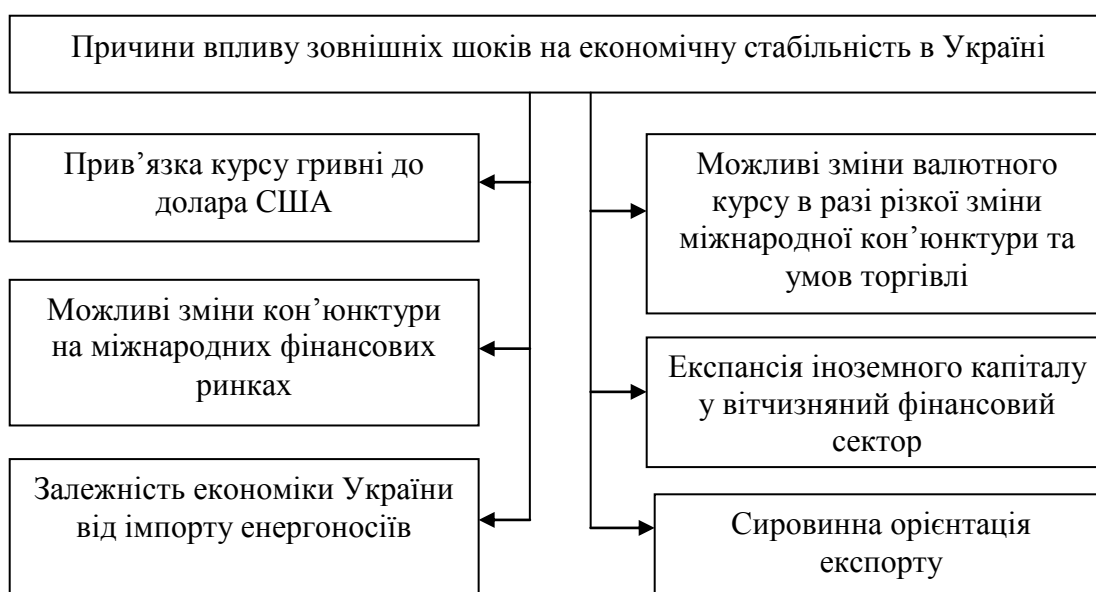 Причини впливу зовнішніх шоків на економічну стабільність в Україні
Прив’язка курсу гривні до
долара США
Можливі зміни кон’юнктури
на міжнародних фінансових
ринках
Залежність економіки України
від імпорту енергоносіїв
Можливі зміни валютного
курсу в разі різкої зміни
міжнародної кон’юнктури та
умов торгівлі
Експансія іноземного капіталу
у вітчизняний фінансовий
сектор
Сировинна орієнтація
експорту